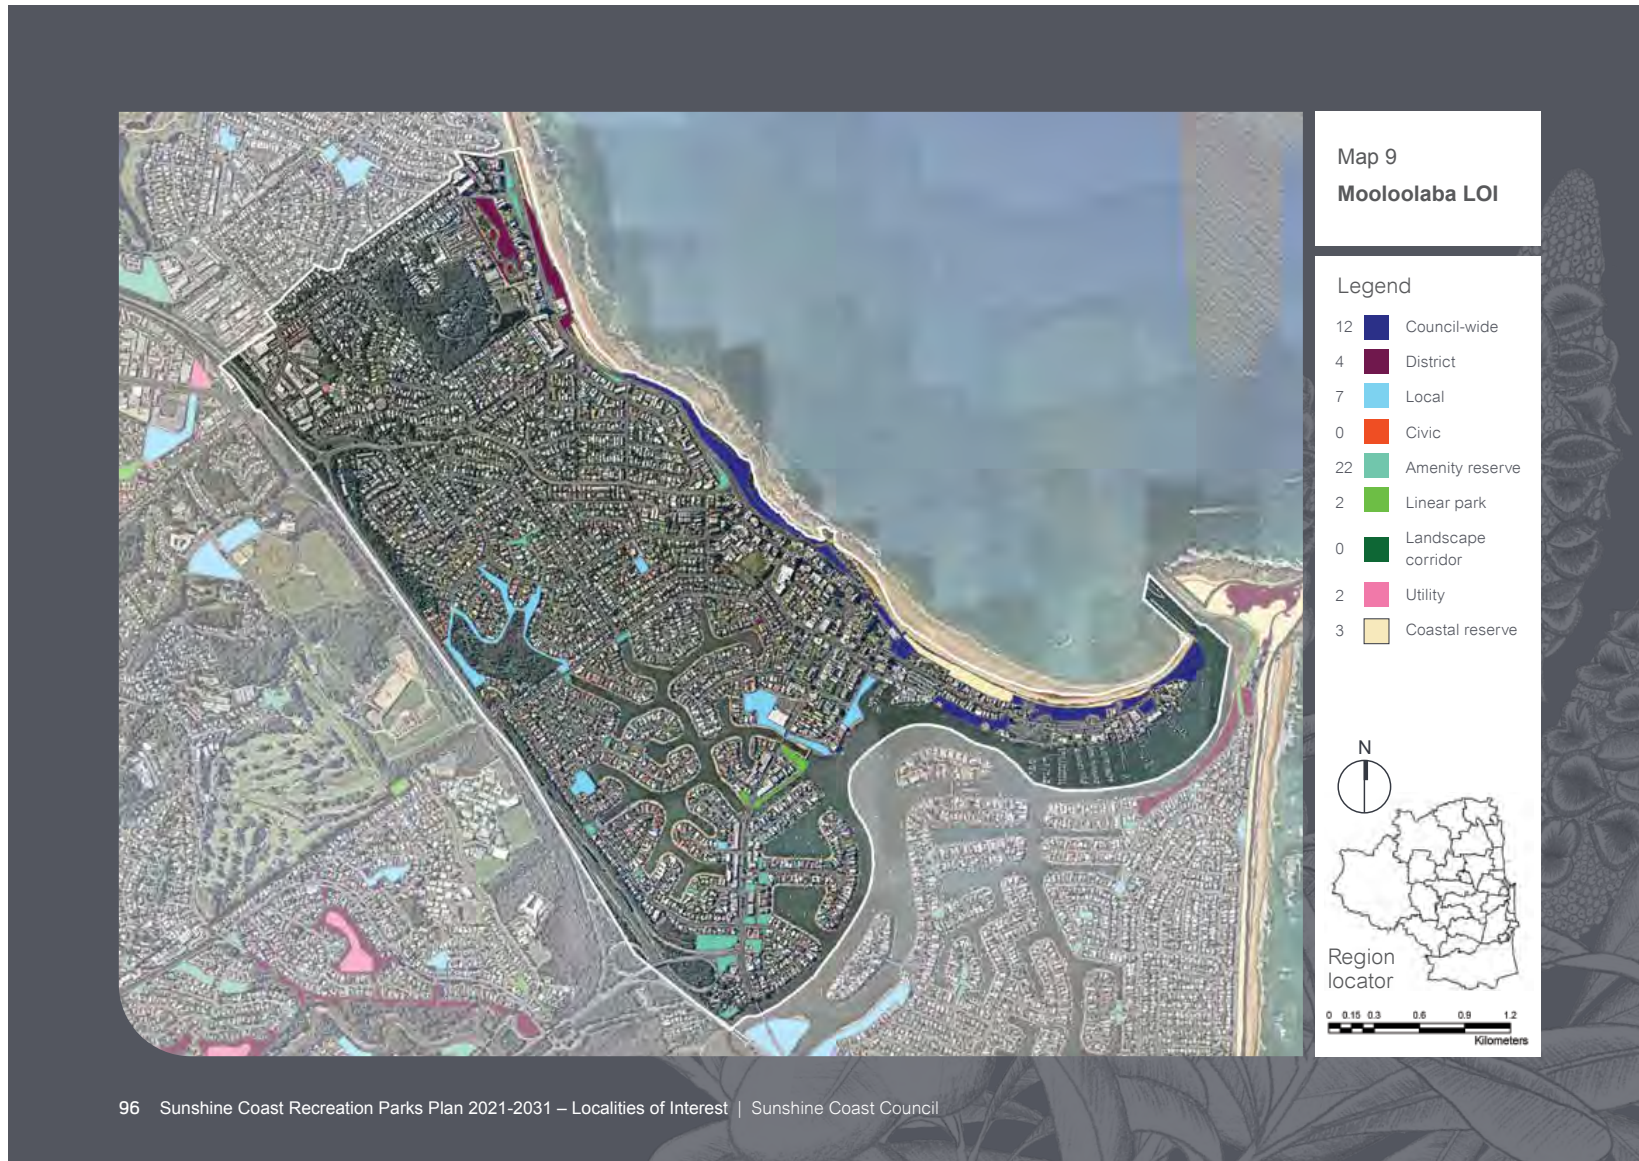 Map 9
Mooloolaba LOI
Legend
12 Council-wide
4 District
7 Local
0 Civic
22 Amenity reserve
2 Linear park
0 Landscape
corridor
2 Utility
3 Coastal reserve
N
Region
locator
0 0.15 0.3 0.6 0.9 1.2
Kilometers
96 Sunshine Coast Recreation Parks Plan 2021-2031 – Localities of Interest | Sunshine Coast Council